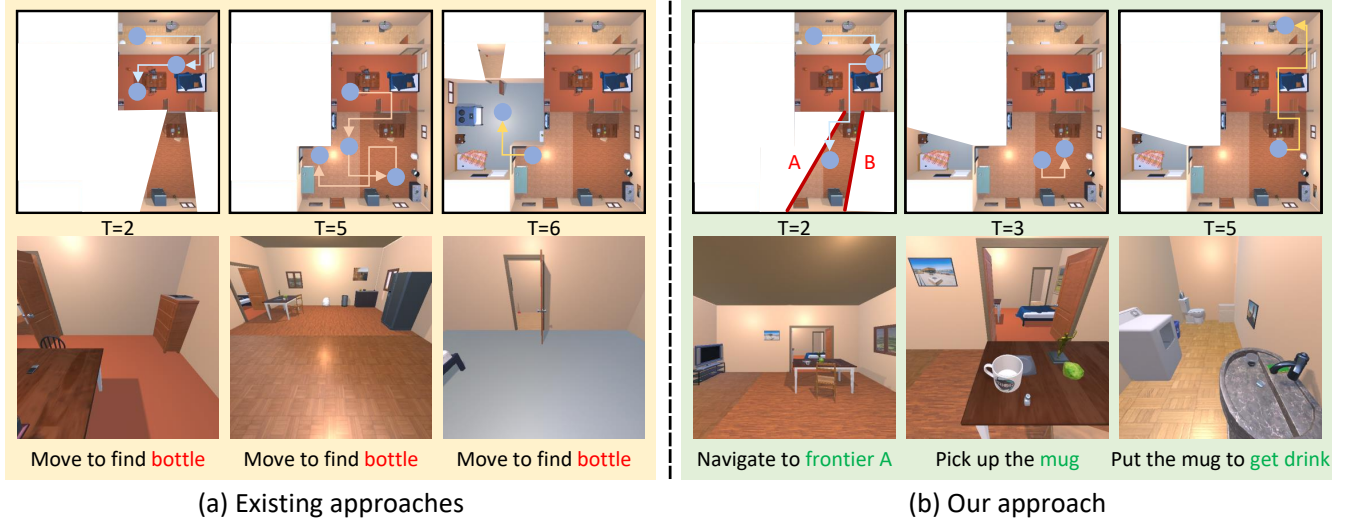 T=2
T=5
T=6
Move to find bottle
Move to find bottle
Move to find bottle
(a) Existing approaches
A
B
T=2
T=3
T=5
Navigate to frontier A
Pick up the mug
Put the mug to get drink
(b) Our approach